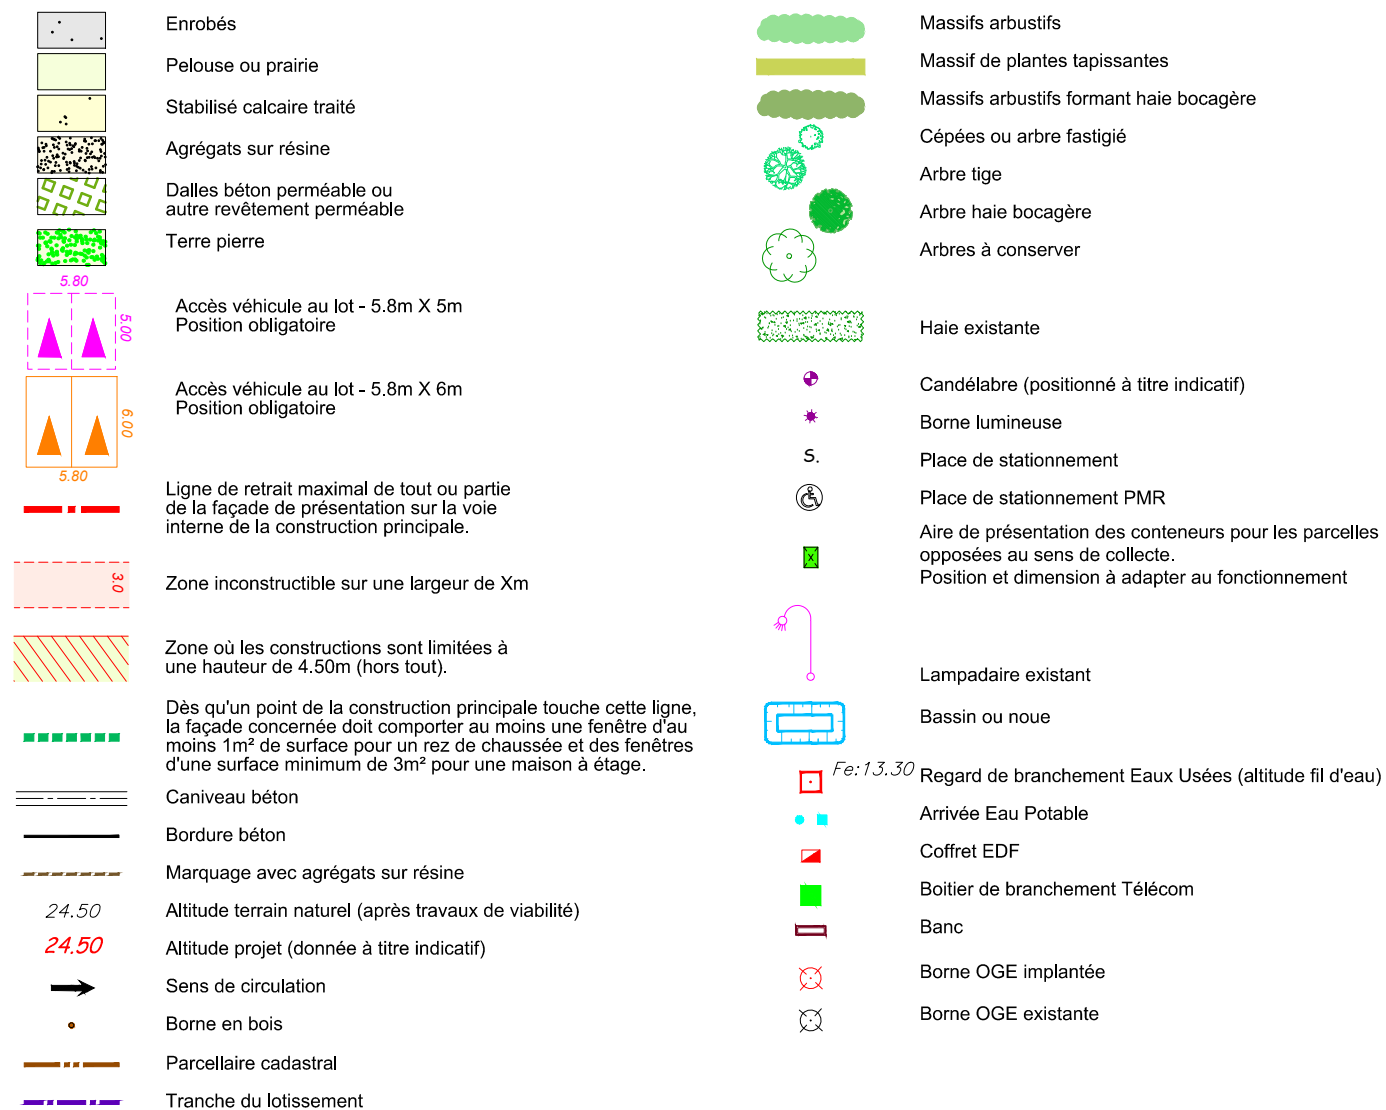 Enrobés
Pelouse ou prairie
Stabilisé calcaire traité
Agrégats sur résine
Dalles béton perméable ou
autre revêtement perméable
Terre pierre
5.80
5.00
Accès véhicule au lot - 5.8m X 5m
Position obligatoire
6.00
5.80
Accès véhicule au lot - 5.8m X 6m
Position obligatoire
Ligne de retrait maximal de tout ou partie
de la façade de présentation sur la voie
interne de la construction principale.
3.0
Zone inconstructible sur une largeur de Xm
Zone où les constructions sont limitées à
une hauteur de 4.50m (hors tout).
Dès qu'un point de la construction principale touche cette ligne,
la façade concernée doit comporter au moins une fenêtre d'au
moins 1m² de surface pour un rez de chaussée et des fenêtres
d'une surface minimum de 3m² pour une maison à étage.
Caniveau béton
Bordure béton
Marquage avec agrégats sur résine
24.50 Altitude terrain naturel (après travaux de viabilité)
24.50 Altitude projet (donnée à titre indicatif)
Sens de circulation
Borne en bois
Parcellaire cadastral
Tranche du lotissement
Massifs arbustifs
Massif de plantes tapissantes
Massifs arbustifs formant haie bocagère
Cépées ou arbre fastigié
Arbre tige
Arbre haie bocagère
Arbres à conserver
Haie existante
Candélabre (positionné à titre indicatif)
Borne lumineuse
S. Place de stationnement
Place de stationnement PMR
X
Aire de présentation des conteneurs pour les parcelles
opposées au sens de collecte.
Position et dimension à adapter au fonctionnement
Lampadaire existant
Bassin ou noue
Fe:13.30 Regard de branchement Eaux Usées (altitude fil d'eau)
Arrivée Eau Potable
Coffret EDF
Boitier de branchement Télécom
Banc
Borne OGE implantée
Borne OGE existante